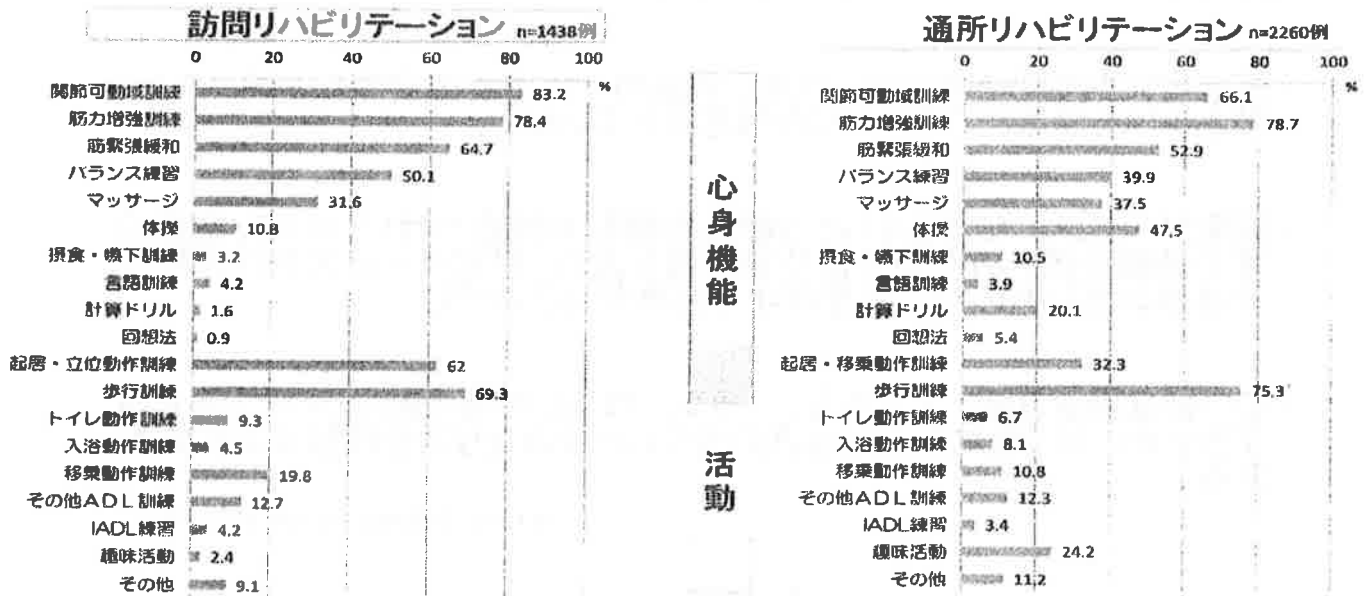 訪問リハビリテーション n=1438例
0 20 40 60 80 100
%
関節可動域訓練 83.2
筋力増強訓練 78.4
筋緊張緩和 64.7
バランス練習 50.1
マッサージ 31.6
体操 10.8
摂食・嚥下訓練 3.2
言語訓練 4.2
計算ドリル 1.6
回想法 0.9
起居・立位動作訓練 62
歩行訓練 69.3
トイレ動作訓練 9.3
入浴動作訓練 4.5
移乗動作訓練 19.8
その他ADL訓練 12.7
IADL練習 4.2
趣味活動 2.4
その他 9.1
心身機能
活動
通所リハビリテーション n=2260例
0 20 40 60 80 100
%
関節可動域訓練 66.1
筋力増強訓練 78.7
筋緊張緩和 52.9
バランス練習 39.9
マッサージ 37.5
体操 47.5
摂食・嚥下訓練 10.5
言語訓練 3.9
計算ドリル 20.1
回想法 5.4
起居・移乗動作訓練 32.3
歩行訓練 75.3
トイレ動作訓練 6.7
入浴動作訓練 8.1
移乗動作訓練 10.8
その他ADL訓練 12.3
IADL練習 3.4
趣味活動 24.2
その他 11.2